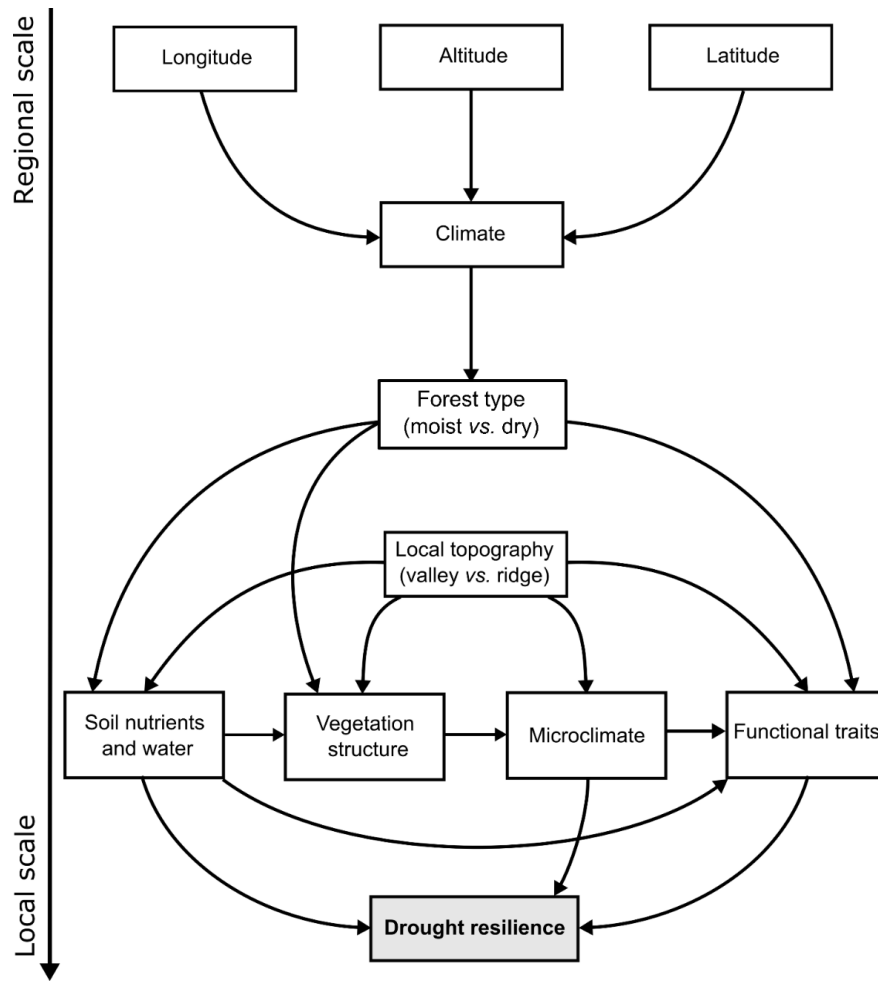 Regional scale
Longitude
Altitude
Latitude
Climate
Forest type
(moist vs. dry)
Local topography
(valley vs. ridge)
Soil nutrients
and water
Vegetation
structure
Microclimate
Functional traits
Local scale
Drought resilience